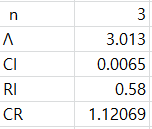 n 3
Λ 3.013
CI 0.0065
RI 0.58
CR 1.12069